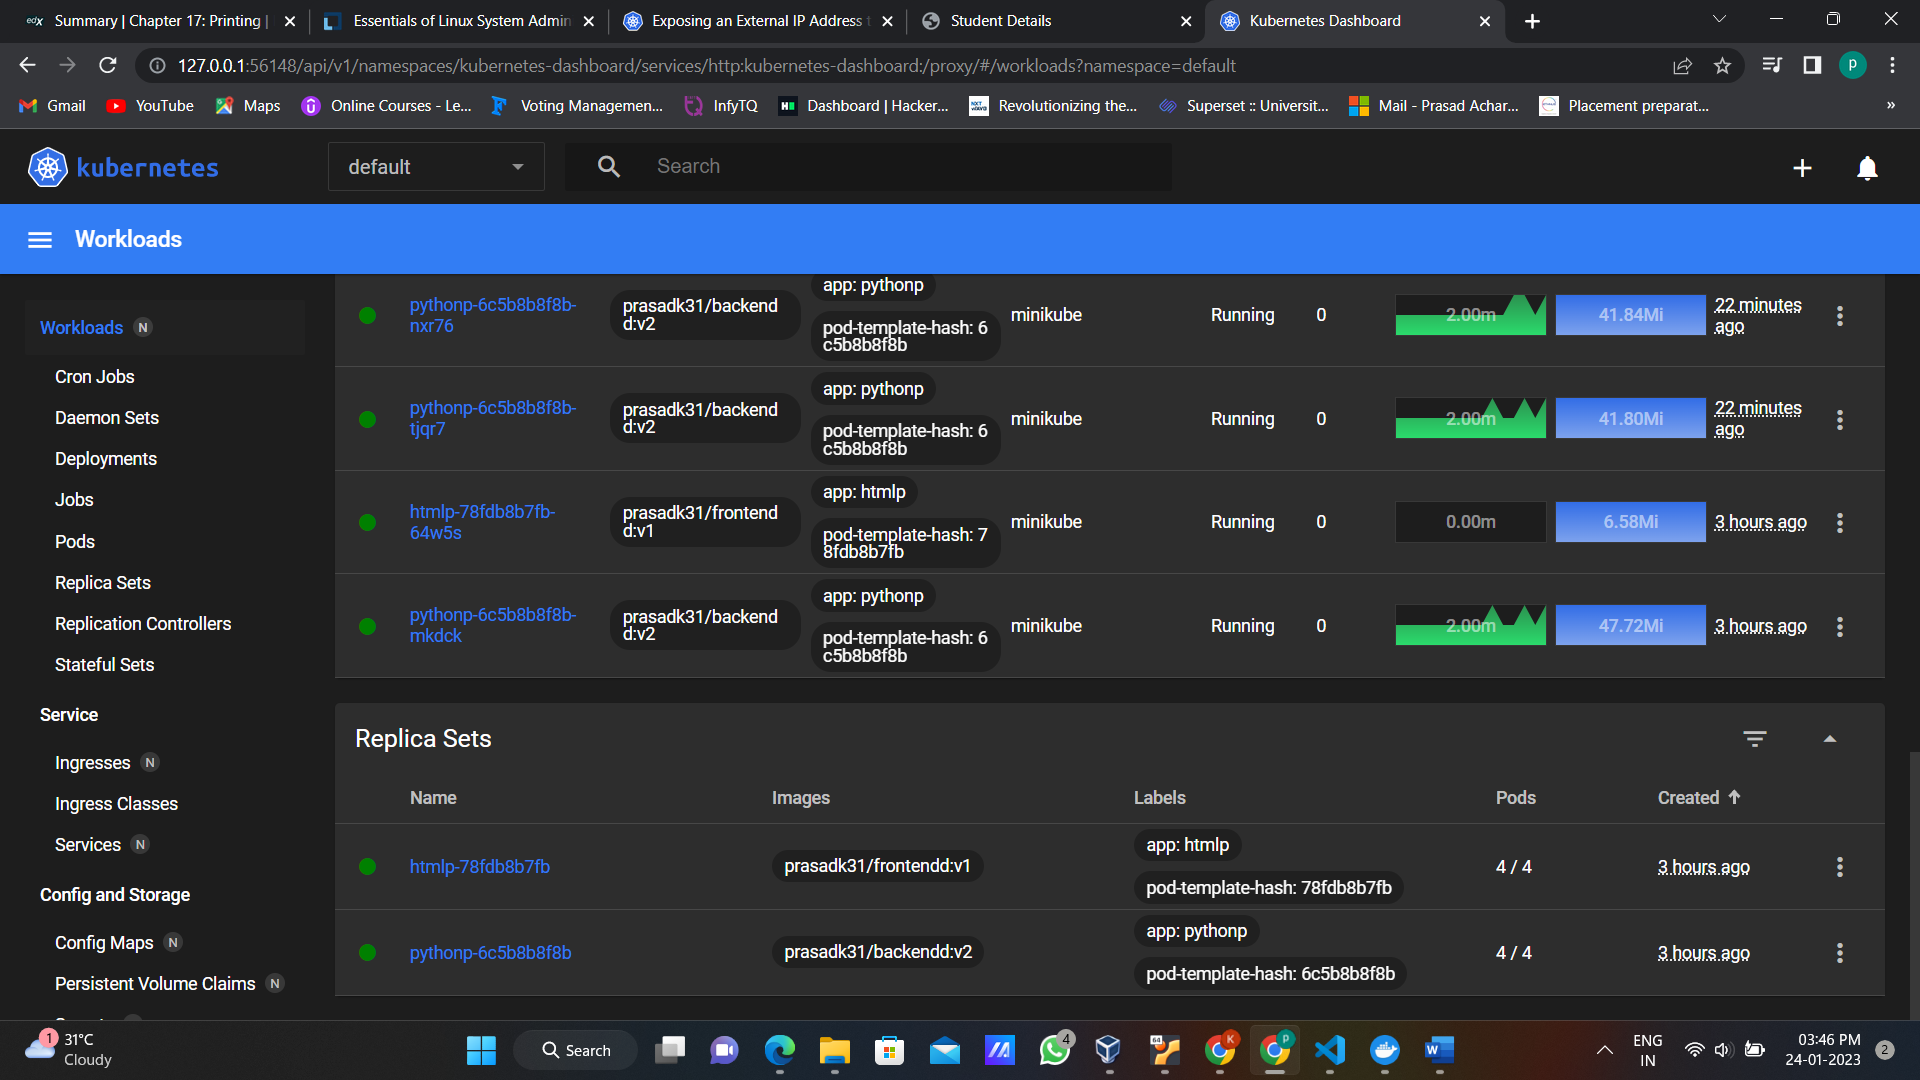 edx Summary | Chapter 17: Printing |
Essentials of Linux System Admin
Exposing an External IP Address t
Student Details
Kubernetes Dashboard
127.0.0.1:56148/api/v1/namespaces/kubernetes-dashboard/services/http:kubernetes-dashboard:/proxy/#/workloads?namespace=default
P
Gmail
YouTube
Maps
Online Courses - Le...
Voting Managemen...
InfyTQ
Dashboard | Hacker...
Revolutionizing the...
Superset :: Universit...
Mail - Prasad Achar...
Placement preparat...
»
kubernetes
default
Search
Workloads
Workloads N
Cron Jobs
Daemon Sets
Deployments
Jobs
Pods
Replica Sets
Replication Controllers
Stateful Sets
Service
Ingresses N
Ingress Classes
Services N
Config and Storage
Config Maps N
Persistent Volume Claims N
pythonp-6c5b8b8f8b-
nxr76
prasadk31/backend
d:v2
app: pythonp
pod-template-hash: 6
c5b8b8f8b
minikube
Running
0
2.00m
41.84Mi
22 minutes
ago
pythonp-6c5b8b8f8b-
tjqr7
prasadk31/backend
d:v2
app: pythonp
pod-template-hash: 6
c5b8b8f8b
minikube
Running
0
2.00m
41.80Mi
22 minutes
ago
htmlp-78fdb8b7fb-
64w5s
prasadk31/frontend
d:v1
app: htmlp
pod-template-hash: 7
8fdb8b7fb
minikube
Running
0
0.00m
6.58Mi
3 hours ago
pythonp-6c5b8b8f8b-
mkdck
prasadk31/backend
d:v2
app: pythonp
pod-template-hash: 6
c5b8b8f8b
minikube
Running
0
2.00m
47.72Mi
3 hours ago
Replica Sets
Name Images Labels Pods Created
htmlp-78fdb8b7fb
prasadk31/frontendd:v1
app: htmlp
pod-template-hash: 78fdb8b7fb
4 / 4
3 hours ago
pythonp-6c5b8b8f8b
prasadk31/backendd:v2
app: pythonp
pod-template-hash: 6c5b8b8f8b
4 / 4
3 hours ago
1
31°C
Cloudy
Search
4
64
K
P
W
ENG
IN
03:46 PM
24-01-2023
2